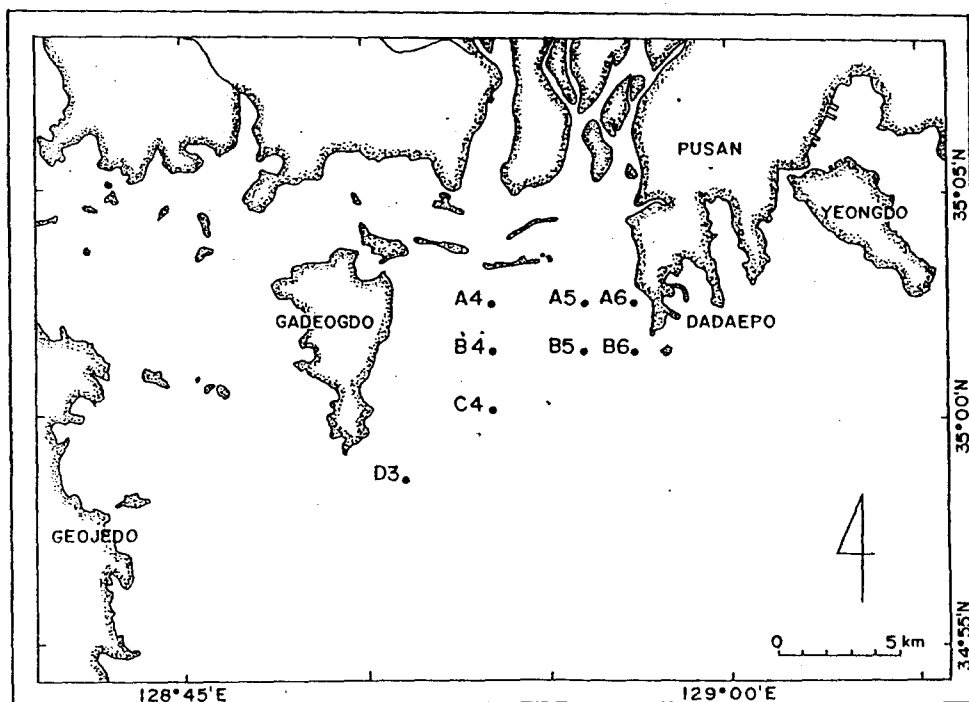 PUSAN
35°05'N
YEONGDO
A4 A5 A6
GADEOGDO
DADAEPO
B4 B5 B6
C4
35°00'N
D3
GEOJEDO
34°55'N
0 5 km
128°45'E
129°00'E